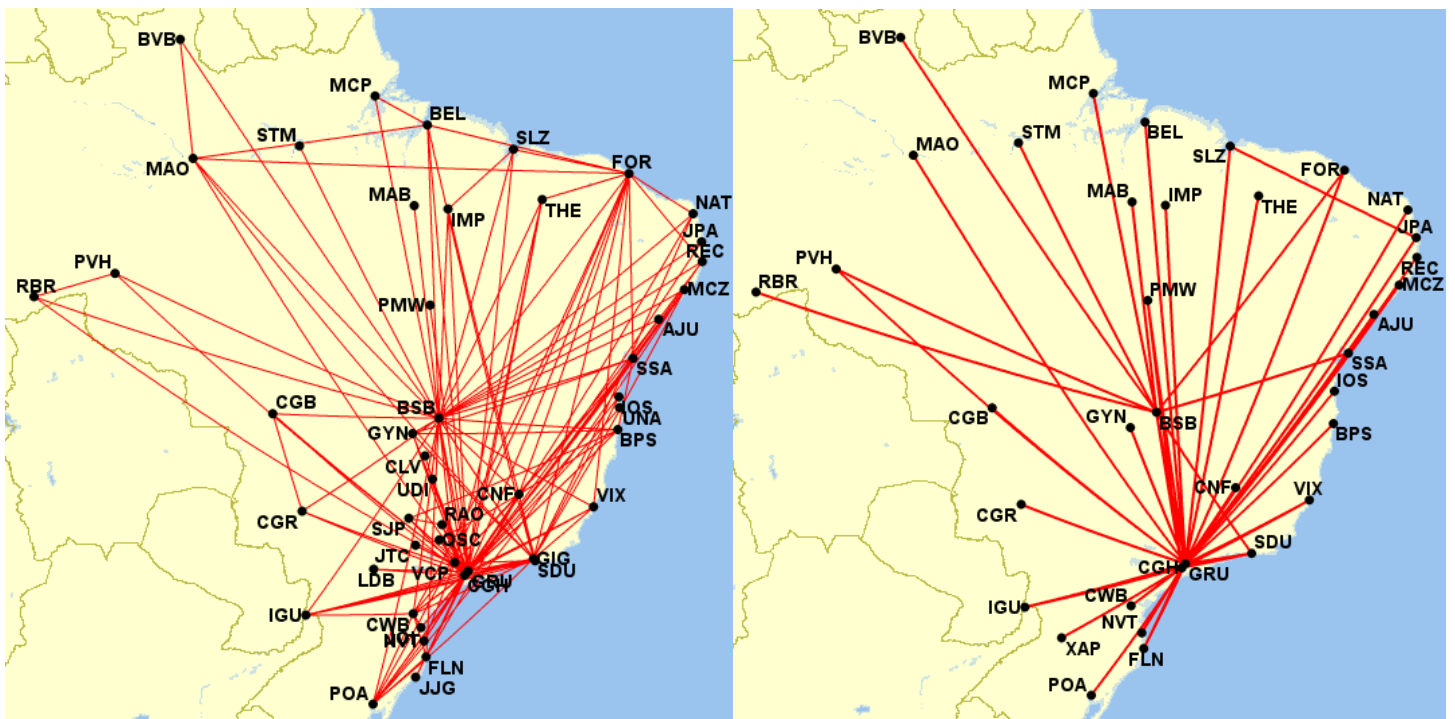 BVB
MCP
BEL
STM
SLZ
MAO
FOR
MAB
IMP
THE
NAT
JPA
REC
PVH
RBR
MCZ
PMW
AJU
SSA
BSB
IOS
CGB
UNA
GYN
BPS
CLV
UDI
CNF
VIX
CGR
SJP
RAO
QSC
JTC
GIG
VCP
SDU
LDB
GRU
CGH
IGU
CWB
NVT
FLN
JJG
POA
BVB
MCP
BEL
STM
SLZ
MAO
FOR
MAB
IMP
THE
NAT
JPA
PVH
REC
RBR
MCZ
PMW
AJU
SSA
IOS
CGB
GYN
BSB
BPS
CNF
VIX
CGR
SDU
CGH
GRU
IGU
CWB
NVT
XAP
FLN
POA